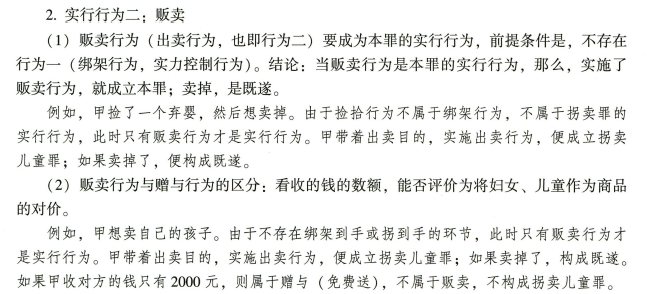 2. 实行行为二：贩卖
（1）贩卖行为（出卖行为，也即行为二）要成为本罪的实行行为，前提条件是，不存在
行为一（绑架行为，实力控制行为）。结论：当贩卖行为是本罪的实行行为，那么，实施了
贩卖行为，就成立本罪；卖掉，是既遂。
例如，甲捡了一个弃婴，然后想卖掉。由于捡拾行为不属于绑架行为，不属于拐卖罪的
实行行为，此时只有贩卖行为才是实行行为。甲带着出卖目的，实施出卖行为，便成立拐卖
儿童罪；如果卖掉了，便构成既遂。
（2）贩卖行为与赠与行为的区分：看收的钱的数额，能否评价为将妇女、儿童作为商品
的对价。
例如，甲想卖自己的孩子。由于不存在绑架到手或拐到手的环节，此时只有贩卖行为才
是实行行为。甲带着出卖目的，实施出卖行为，便成立拐卖儿童罪；如果卖掉了，构成既遂。
如果甲收对方的钱只有 2000 元，则属于赠与（免费送），不属于贩卖，不构成拐卖儿童罪。